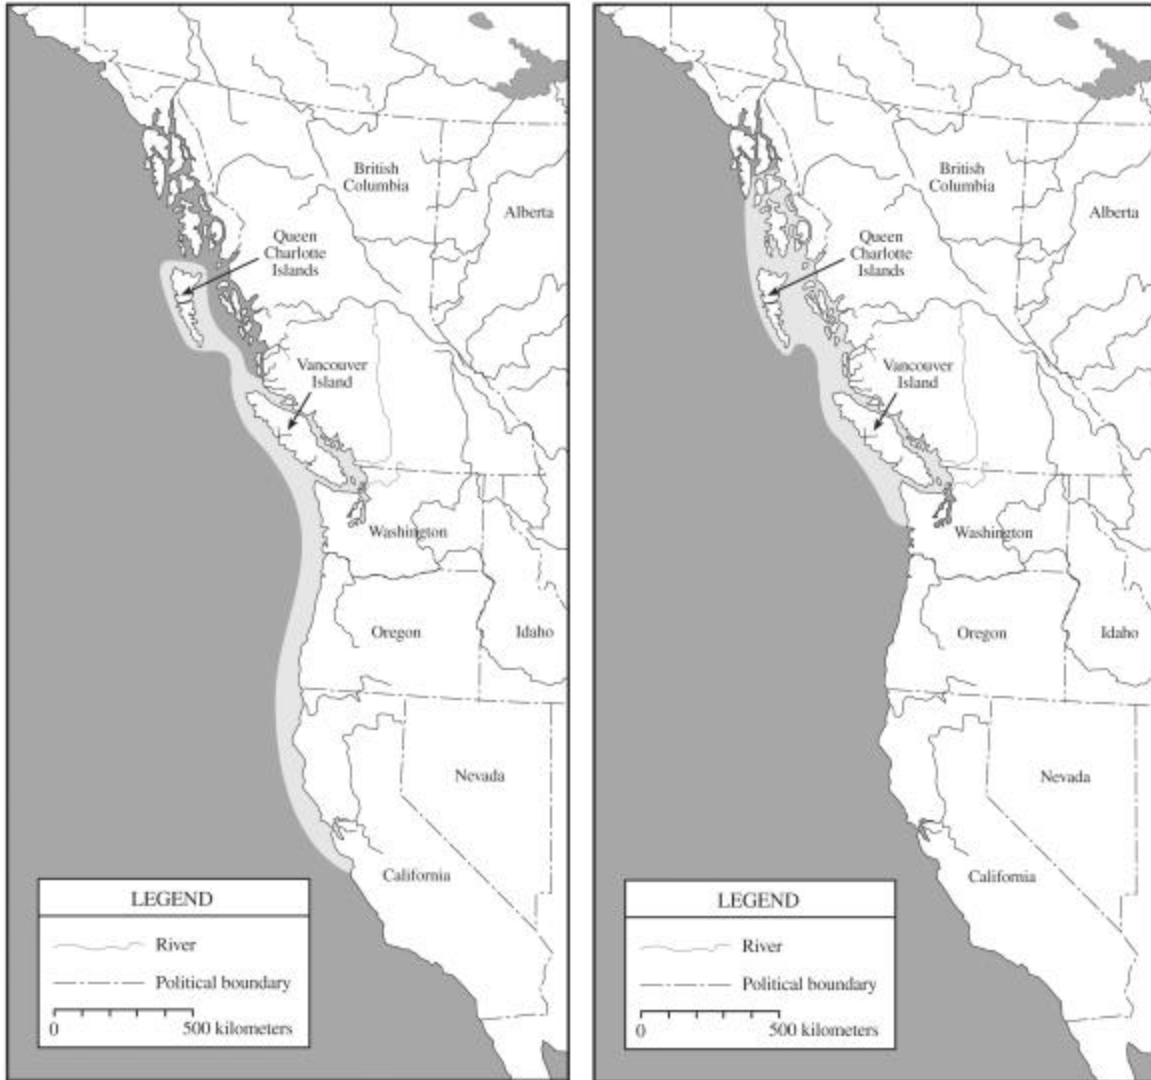 British
Columbia
Alberta
Queen
Charlotte
Islands
Vancouver
Island
Washington
Oregon
Idaho
Nevada
California
LEGEND
River
Political boundary
0 500 kilometers
British
Columbia
Alberta
Queen
Charlotte
Islands
Vancouver
Island
Washington
Oregon
Idaho
Nevada
California
LEGEND
River
Political boundary
0 500 kilometers